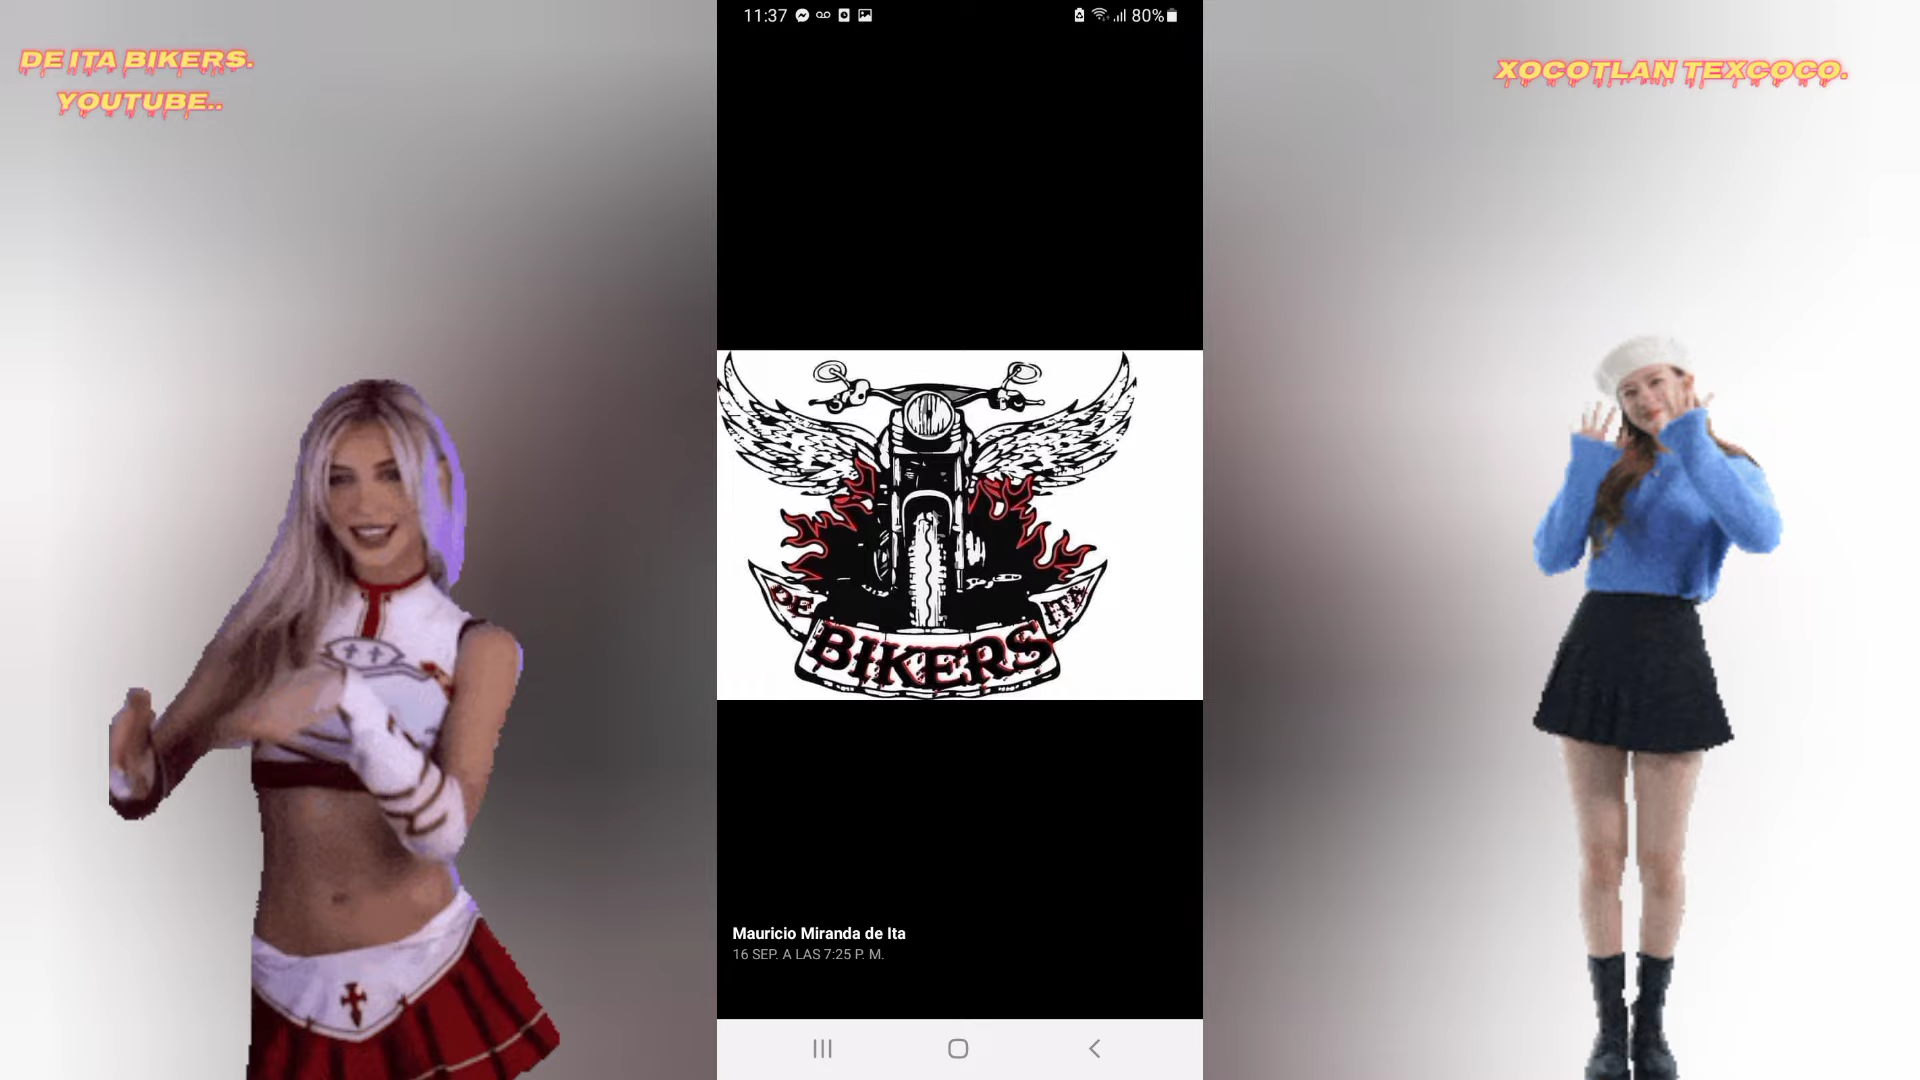 DE ITA BIKERS.
YOUTUBE..
XOCOTLAN TEXCOCO.
11:37
80%
DE
ITA
BIKERS
Mauricio Miranda de Ita
16 SEP. A LAS 7:25 P. M.